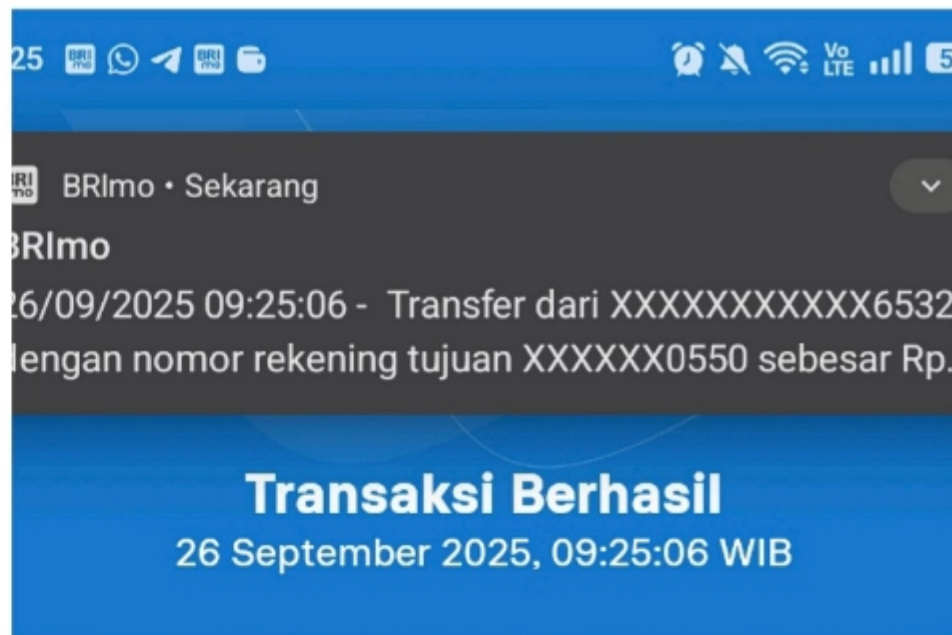 25
BRImo • Sekarang
BRImo
26/09/2025 09:25:06 - Transfer dari XXXXXXXXXXXX6532
dengan nomor rekening tujuan XXXXXX0550 sebesar Rp.
Transaksi Berhasil
26 September 2025, 09:25:06 WIB